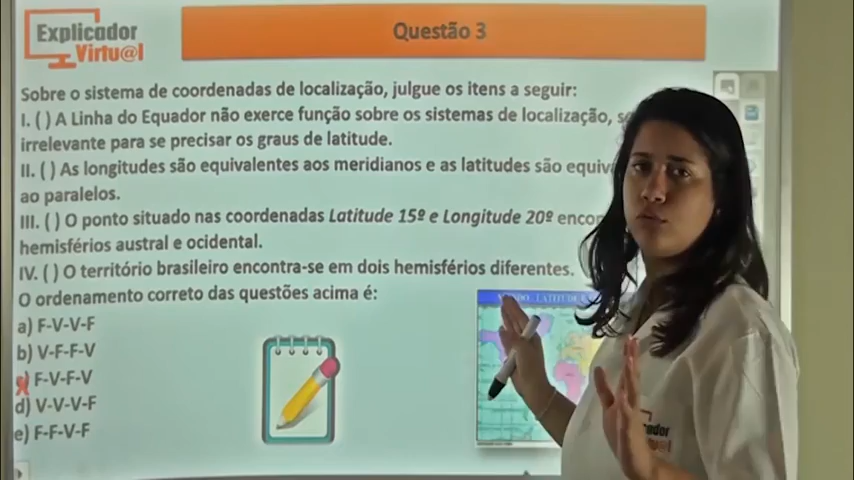 Explicador
Virtu@l
Questão 3
Sobre o sistema de coordenadas de localização, julgue os itens a seguir:
I. ( ) A Linha do Equador não exerce função sobre os sistemas de localização,
irrelevante para precisar os graus de latitude.
II. ( ) As longitudes são equivalentes aos meridianos e as latitudes são
ao paralelos.
III. ( ) O ponto situado nas coordenadas Latitude 15º e Longitude 20º
hemisférios austral e ocidental.
IV. ( ) O território brasileiro encontra-se em dois hemisférios diferentes.
O ordenamento correto das questões acima é:
a) F-V-V-F
b) V-F-F-V
F-V-F-V
d) V-V-V-F
e) F-F-V-F
LATITUDE